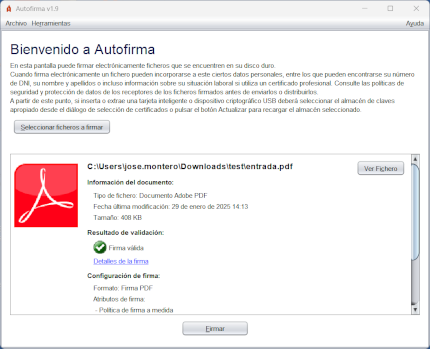 Autofirma v1.9
Archivo Herramientas Ayuda
Bienvenido a Autofirma
En esta pantalla puede firmar electrónicamente ficheros que se encuentren en su disco duro.
Cuando firma electrónicamente un fichero pueden incorporarse a este ciertos datos personales, entre los que pueden encontrarse su número
de DNI, su nombre y apellidos o incluso información sobre su situación laboral si utiliza un certificado profesional. Consulte las políticas de
seguridad y protección de datos de los receptores de los ficheros firmados antes de enviarlos o distribuirlos.
A partir de este punto, si inserta o extrae una tarjeta inteligente o dispositivo criptográfico USB deberá seleccionar el almacén de claves
apropiado desde el diálogo de selección de certificados o pulsar el botón Actualizar para recargar el almacén seleccionado.
Seleccionar ficheros a firmar
C:\Users\jose.montero\Downloads\test\entrada.pdf
Ver Fichero
Información del documento:
Tipo de fichero: Documento Adobe PDF
Fecha última modificación: 29 de enero de 2025 14:13
Tamaño: 408 KB
Resultado de validación:
Firma válida
Detalles de la firma
Configuración de firma:
Formato: Firma PDF
Atributos de firma:
- Política de firma a medida
Firmar